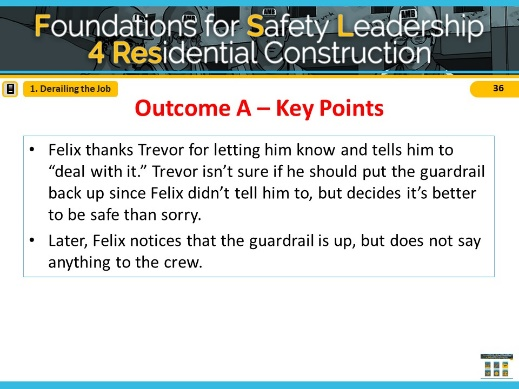 Foundations for Safety Leadership
4 Residential Construction
1. Derailing the Job
36
Outcome A – Key Points
• Felix thanks Trevor for letting him know and tells him to
“deal with it.” Trevor isn’t sure if he should put the guardrail
back up since Felix didn’t tell him to, but decides it’s better
to be safe than sorry.
• Later, Felix notices that the guardrail is up, but does not say
anything to the crew.